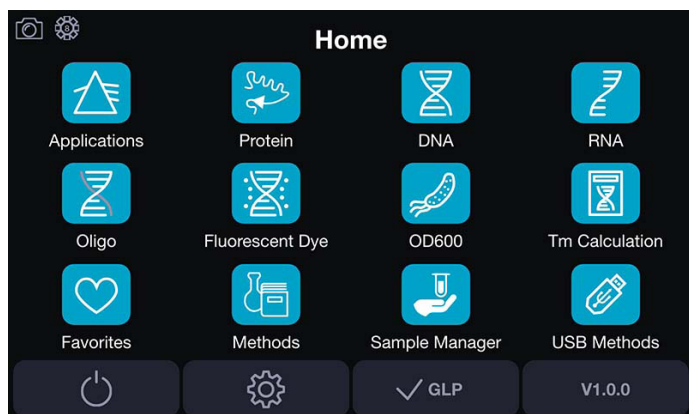 8
Home
Applications
Protein
DNA
RNA
Oligo
Fluorescent Dye
OD600
Tm Calculation
Favorites
Methods
Sample Manager
USB Methods
GLP
V1.0.0